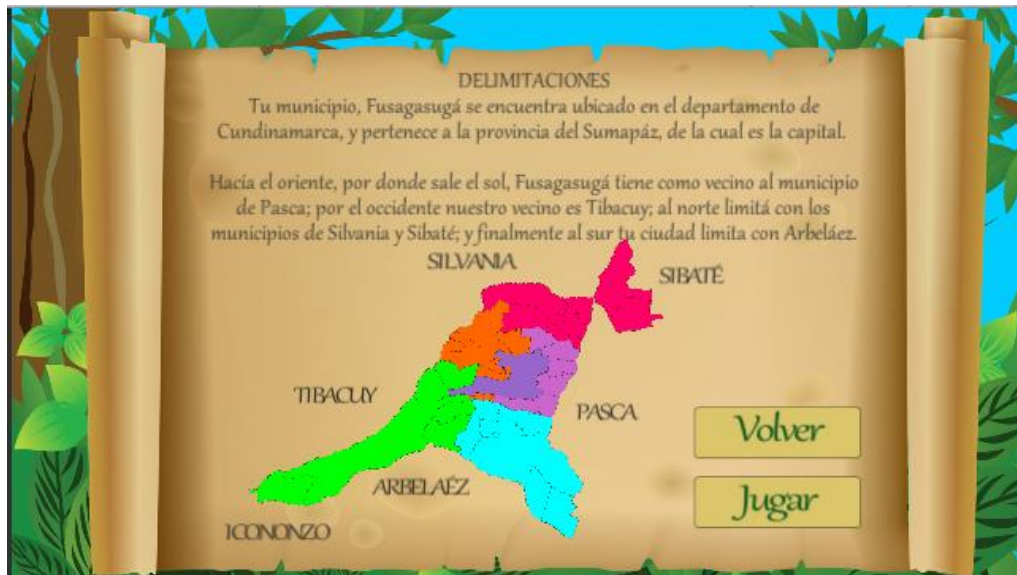 DELIMITACIONES
Tu municipio, Fusagasugá se encuentra ubicado en el departamento de
Cundinamarca, y pertenece a la provincia del Sumapáz, de la cual es la capital.
Hacía el oriente, por donde sale el sol, Fusagasugá tiene como vecino al municipio
de Pasca; por el occidente nuestro vecino es Tibacuy; al norte limitá con los
municipios de Silvania y Sibaté; y finalmente al sur tu ciudad limita con Arbeláez.
SILVANIA
SIBATÉ
TIBACUY
PASCA
Volver
ARBELAÉZ
Jugar
ICONONZO